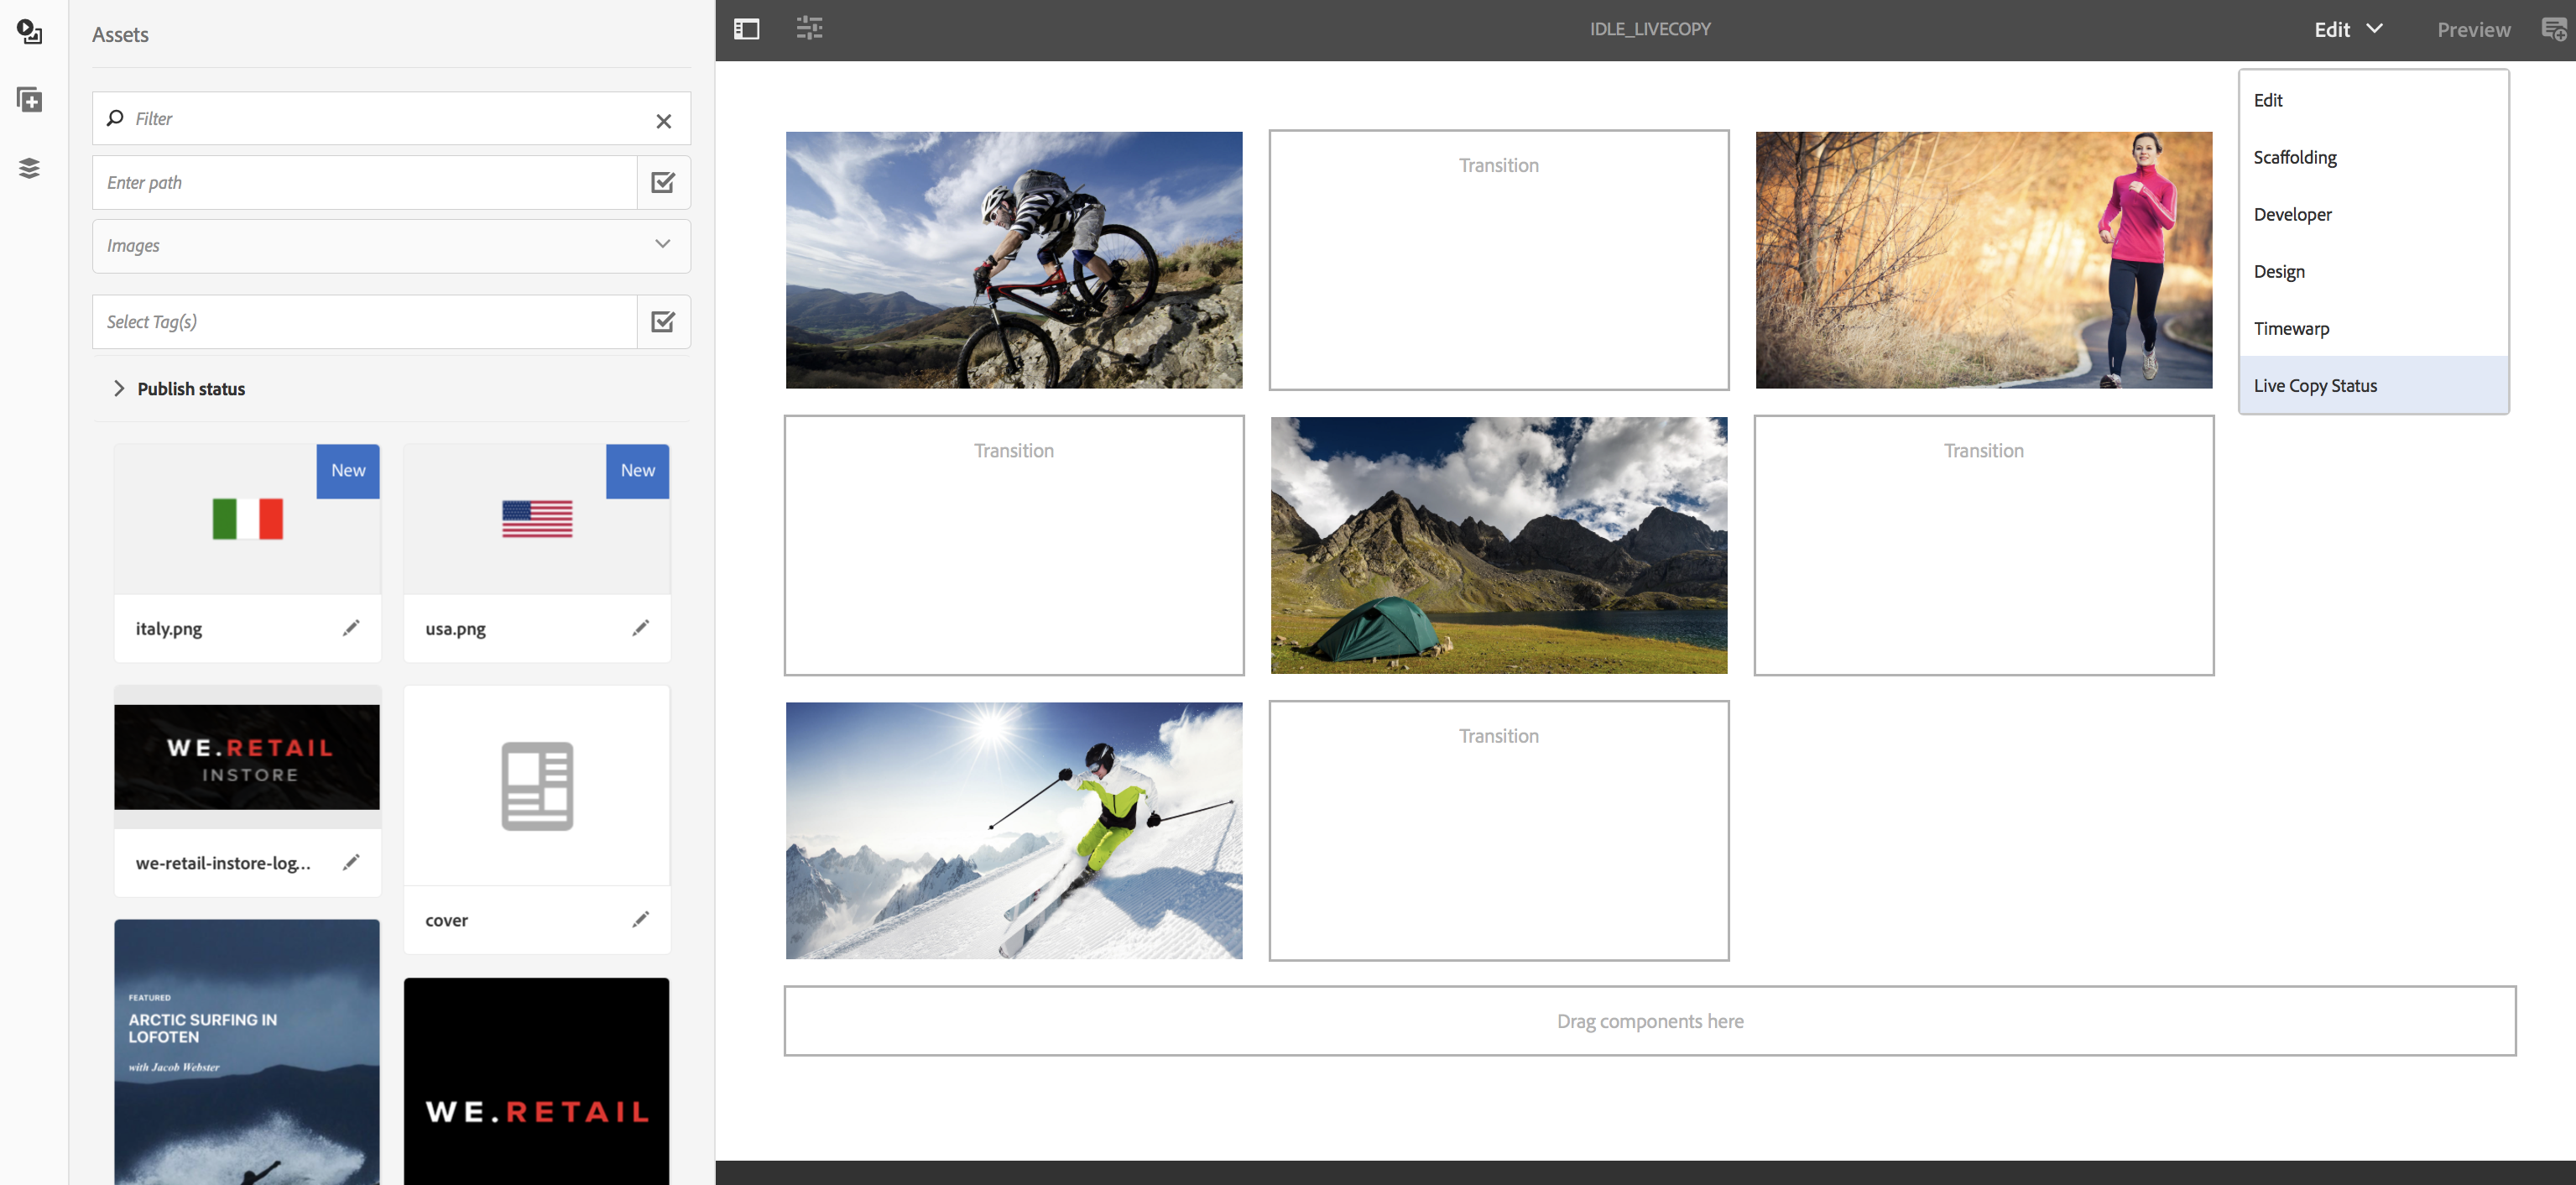 Assets
Filter
Enter path
Images
Select Tag(s)
Publish status
New
New
italy.png
usa.png
WE.RETAIL
INSTORE
we-retail-instore-log...
cover
FEATURED
ARCTIC SURFING IN
LOFOTEN
with Jacob Webster
WE.RETAIL
IDLE_LIVECOPY
Edit
Preview
Edit
Scaffolding
Developer
Design
Timewarp
Live Copy Status
Transition
Transition
Transition
Transition
Drag components here